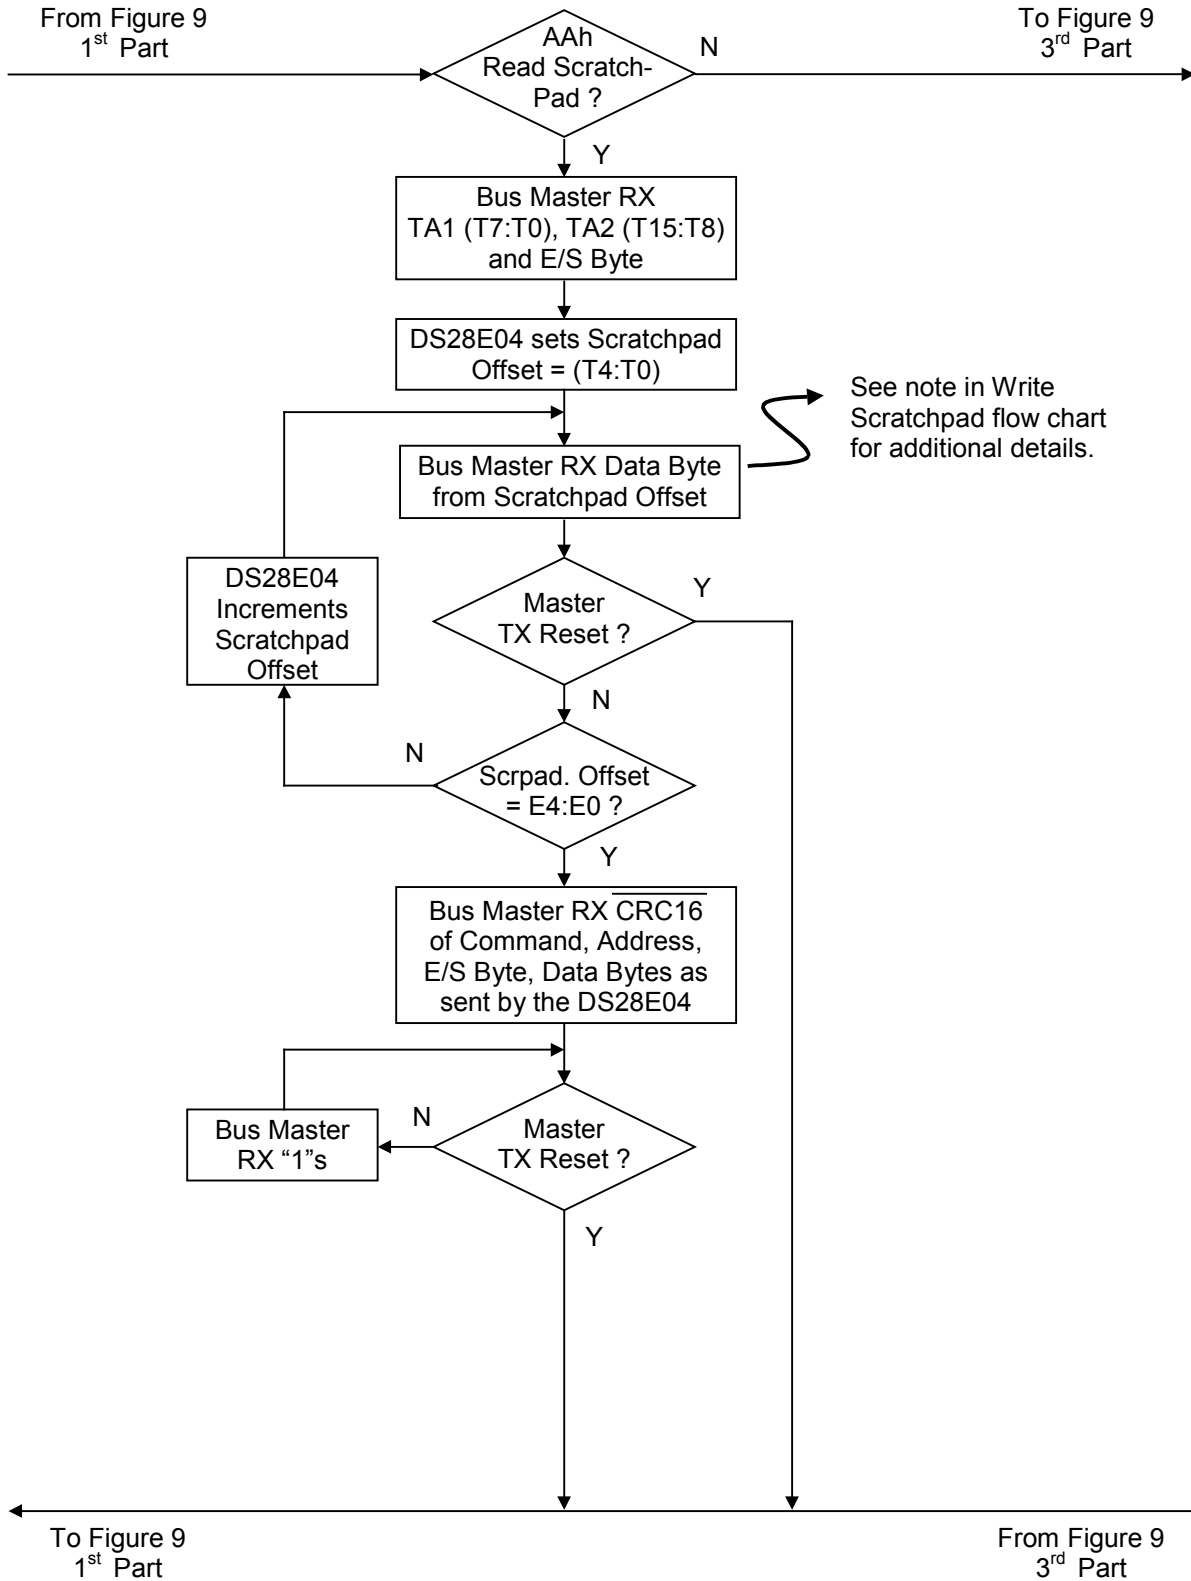 From Figure 9
1st Part
To Figure 9
3rd Part
AAh
Read Scratch-
Pad ?
N
Y
Bus Master RX
TA1 (T7:T0), TA2 (T15:T8)
and E/S Byte
DS28E04 sets Scratchpad
Offset = (T4:T0)
See note in Write
Scratchpad flow chart
for additional details.
Bus Master RX Data Byte
from Scratchpad Offset
DS28E04
Increments
Scratchpad
Offset
Master
TX Reset ?
Y
N
Scrpad. Offset
= E4:E0 ?
N
Y
Bus Master RX CRC16
of Command, Address,
E/S Byte, Data Bytes as
sent by the DS28E04
Bus Master
RX “1”s
N
Master
TX Reset ?
Y
To Figure 9
1st Part
From Figure 9
3rd Part